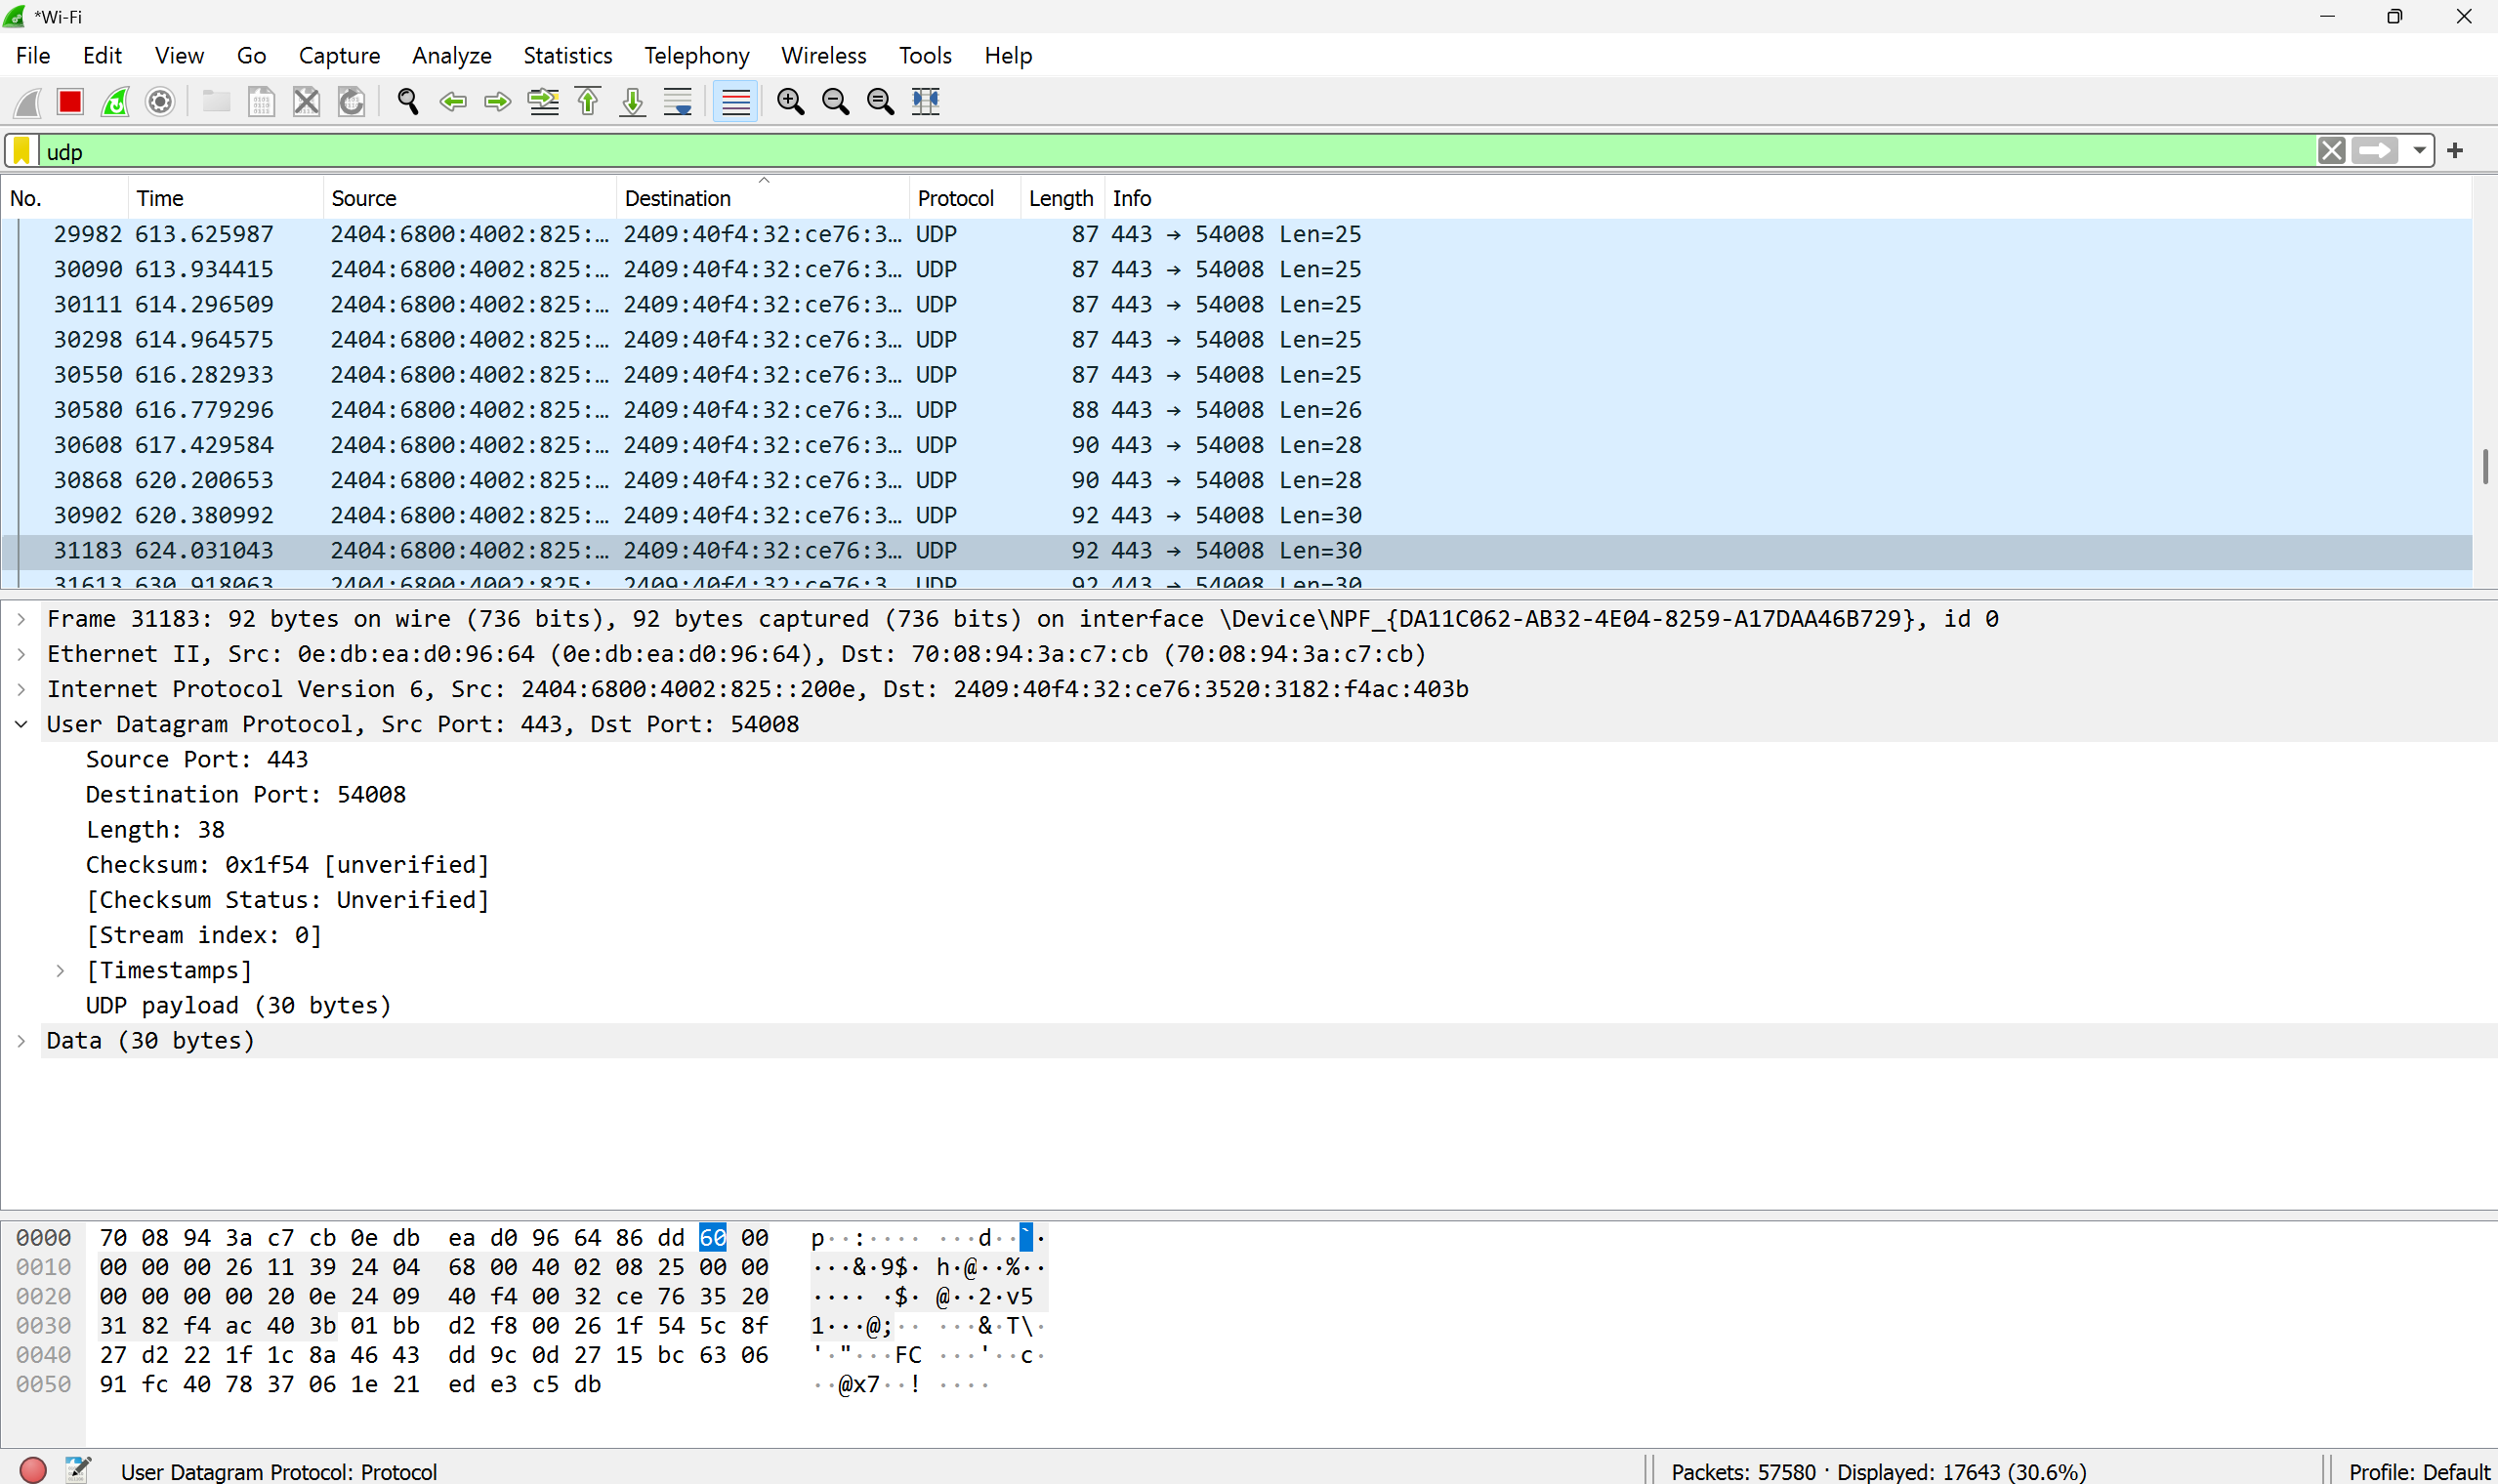 *Wi-Fi
File Edit View Go Capture Analyze Statistics Telephony Wireless Tools Help
udp
No. Time Source Destination Protocol Length Info
29982 613.625987 2404:6800:4002:825:… 2409:40f4:32:ce76:3… UDP 87 443 → 54008 Len=25
30090 613.934415 2404:6800:4002:825:… 2409:40f4:32:ce76:3… UDP 87 443 → 54008 Len=25
30111 614.296509 2404:6800:4002:825:… 2409:40f4:32:ce76:3… UDP 87 443 → 54008 Len=25
30298 614.964575 2404:6800:4002:825:… 2409:40f4:32:ce76:3… UDP 87 443 → 54008 Len=25
30550 616.282933 2404:6800:4002:825:… 2409:40f4:32:ce76:3… UDP 87 443 → 54008 Len=25
30580 616.779296 2404:6800:4002:825:… 2409:40f4:32:ce76:3… UDP 88 443 → 54008 Len=26
30608 617.429584 2404:6800:4002:825:… 2409:40f4:32:ce76:3… UDP 90 443 → 54008 Len=28
30868 620.200653 2404:6800:4002:825:… 2409:40f4:32:ce76:3… UDP 90 443 → 54008 Len=28
30902 620.380992 2404:6800:4002:825:… 2409:40f4:32:ce76:3… UDP 92 443 → 54008 Len=30
31183 624.031043 2404:6800:4002:825:… 2409:40f4:32:ce76:3… UDP 92 443 → 54008 Len=30
31613 630.918063 2404:6800:4002:825: 2409:40f4:32:ce76:3 UDP 92 443 → 54008 Len=30
Frame 31183: 92 bytes on wire (736 bits), 92 bytes captured (736 bits) on interface \Device\NPF_{DA11C062-AB32-4E04-8259-A17DAA46B729}, id 0
Ethernet II, Src: 0e:db:ea:d0:96:64 (0e:db:ea:d0:96:64), Dst: 70:08:94:3a:c7:cb (70:08:94:3a:c7:cb)
Internet Protocol Version 6, Src: 2404:6800:4002:825::200e, Dst: 2409:40f4:32:ce76:3520:3182:f4ac:403b
User Datagram Protocol, Src Port: 443, Dst Port: 54008
Source Port: 443
Destination Port: 54008
Length: 38
Checksum: 0x1f54 [unverified]
[Checksum Status: Unverified]
[Stream index: 0]
[Timestamps]
UDP payload (30 bytes)
Data (30 bytes)
0000 70 08 94 3a c7 cb 0e db ea d0 96 64 86 dd 60 00 p··:···· ···d··`·
0010 00 00 00 26 11 39 24 04 68 00 40 02 08 25 00 00 ···&·9$· h·@··%··
0020 00 00 00 00 20 0e 24 09 40 f4 00 32 ce 76 35 20 ···· ·$· @··2·v5
0030 31 82 f4 ac 40 3b 01 bb d2 f8 00 26 1f 54 5c 8f 1···@;·· ···&·T\·
0040 27 d2 22 1f 1c 8a 46 43 dd 9c 0d 27 15 bc 63 06 '·"···FC ···'··c·
0050 91 fc 40 78 37 06 1e 21 ed e3 c5 db ··@x7··! ····
User Datagram Protocol: Protocol Packets: 57580 · Displayed: 17643 (30.6%) Profile: Default